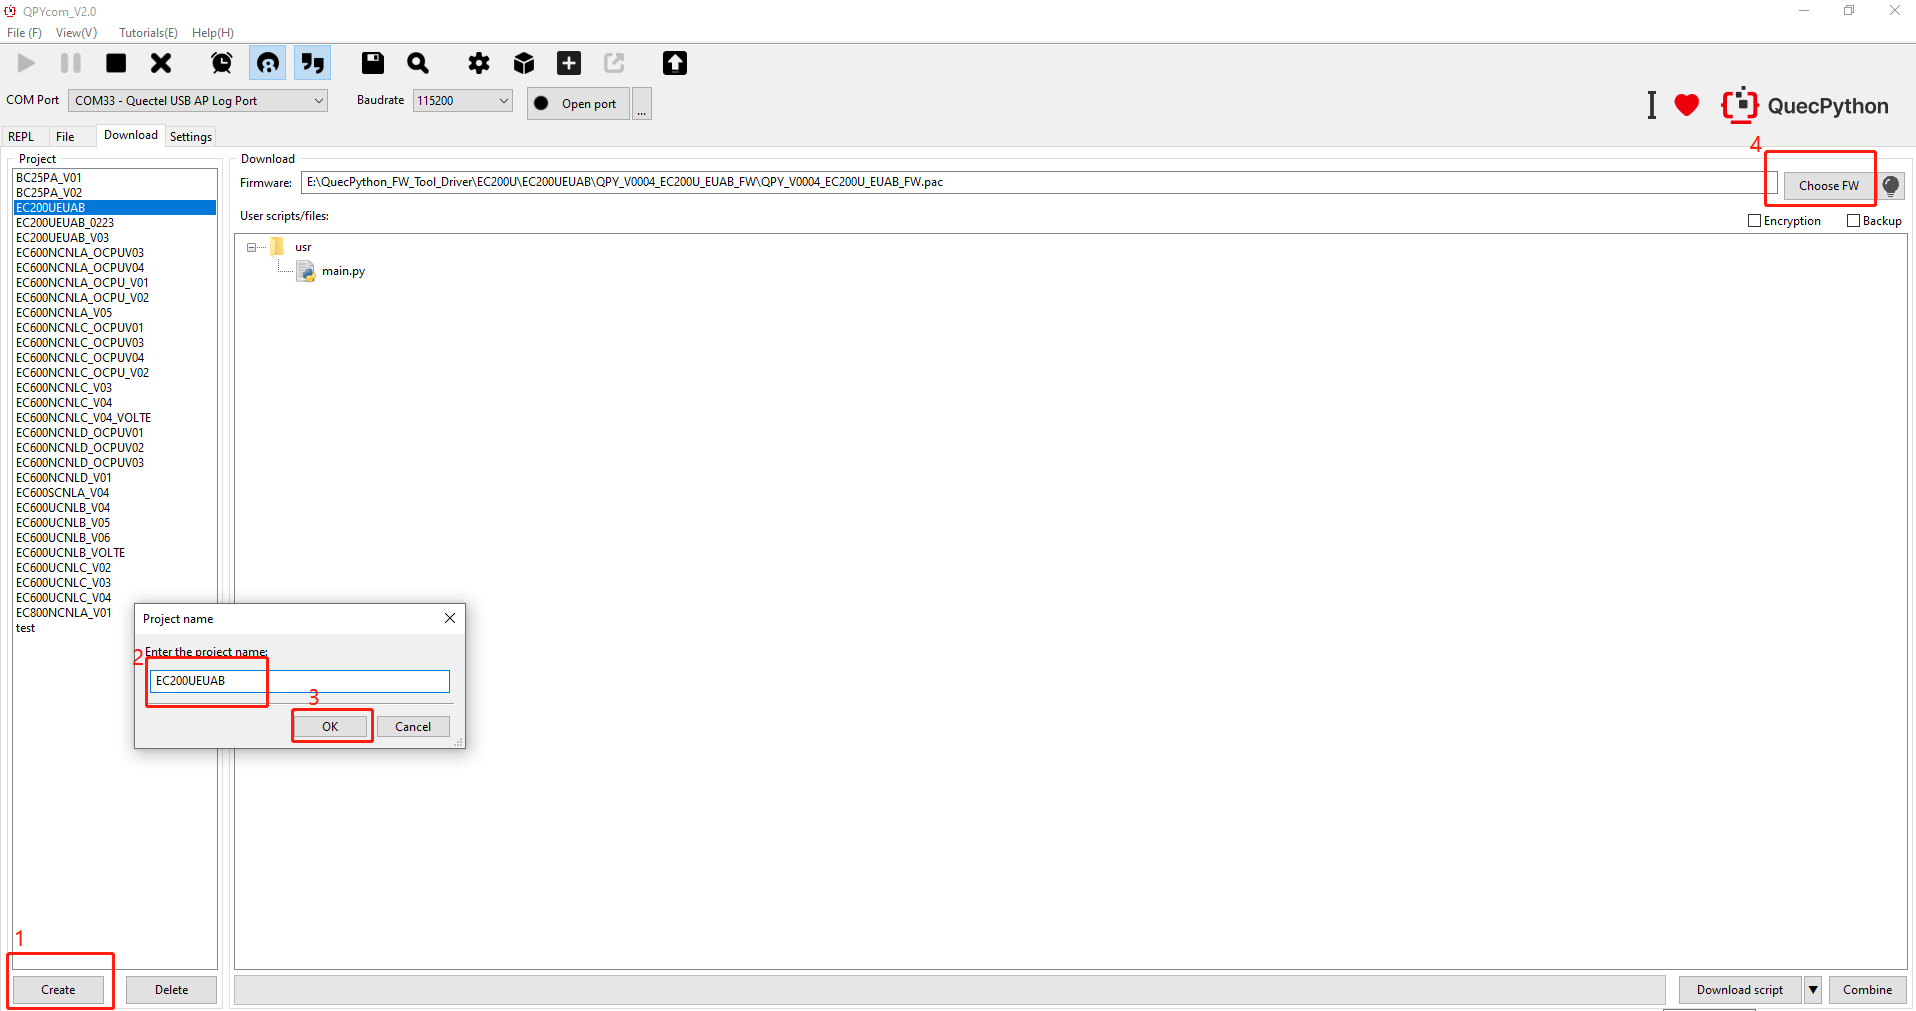 QPYcom_V2.0
File (F) View(V) Tutorials(E) Help(H)
COM Port COM33 - Quectel USB AP Log Port Baudrate 115200 Open port ...
QuecPython
REPL File Download Settings
4
Project
Download
BC25PA_V01
BC25PA_V02
EC200UEUAB
EC200UEUAB_0223
EC200UEUAB_V03
EC600NCNLA_OCPUV03
EC600NCNLA_OCPUV04
EC600NCNLA_OCPU_V01
EC600NCNLA_OCPU_V02
EC600NCNLA_V05
EC600NCNLC_OCPUV01
EC600NCNLC_OCPUV03
EC600NCNLC_OCPUV04
EC600NCNLC_OCPU_V02
EC600NCNLC_V03
EC600NCNLC_V04
EC600NCNLC_V04_VOLTE
EC600NCNLD_OCPUV01
EC600NCNLD_OCPUV02
EC600NCNLD_OCPUV03
EC600NCNLD_V01
EC600SCNLA_V04
EC600UCNLB_V04
EC600UCNLB_V05
EC600UCNLB_V06
EC600UCNLB_VOLTE
EC600UCNLC_V02
EC600UCNLC_V03
EC600UCNLC_V04
EC800NCNLA_V01
test
Firmware: E:\QuecPython_FW_Tool_Driver\EC200U\EC200UEUAB\QPY_V0004_EC200U_EUAB_FW\QPY_V0004_EC200U_EUAB_FW.pac Choose FW
User scripts/files:
Encryption Backup
usr
main.py
Project name
Enter the project name:
2
EC200UEUAB
3
OK Cancel
1
Create Delete
Download script Combine